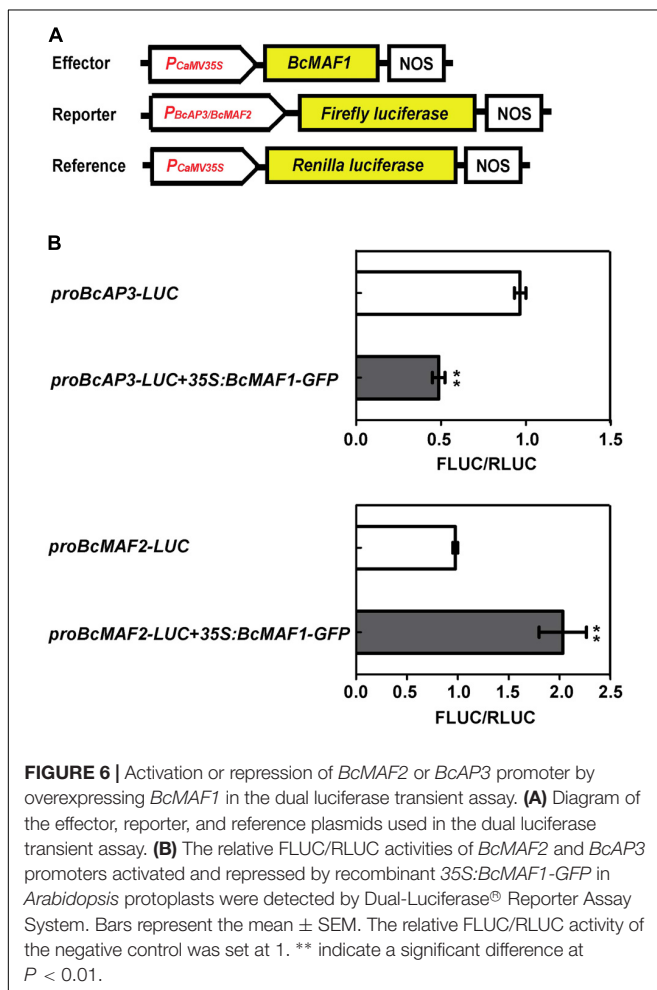 A
Effector PCaMV35S BcMAF1 NOS
Reporter PBcAP3/BcMAF2 Firefly luciferase NOS
Reference PCaMV35S Renilla luciferase NOS
B
proBcAP3-LUC
proBcAP3-LUC+35S:BcMAF1-GFP **
0.0 0.5 1.0 1.5
FLUC/RLUC
proBcMAF2-LUC
proBcMAF2-LUC+35S:BcMAF1-GFP **
0.0 0.5 1.0 1.5 2.0 2.5
FLUC/RLUC
FIGURE 6 | Activation or repression of BcMAF2 or BcAP3 promoter by
overexpressing BcMAF1 in the dual luciferase transient assay. (A) Diagram of
the effector, reporter, and reference plasmids used in the dual luciferase
transient assay. (B) The relative FLUC/RLUC activities of BcMAF2 and BcAP3
promoters activated and repressed by recombinant 35S:BcMAF1-GFP in
Arabidopsis protoplasts were detected by Dual-Luciferase® Reporter Assay
System. Bars represent the mean ± SEM. The relative FLUC/RLUC activity of
the negative control was set at 1. ** indicate a significant difference at
P < 0.01.